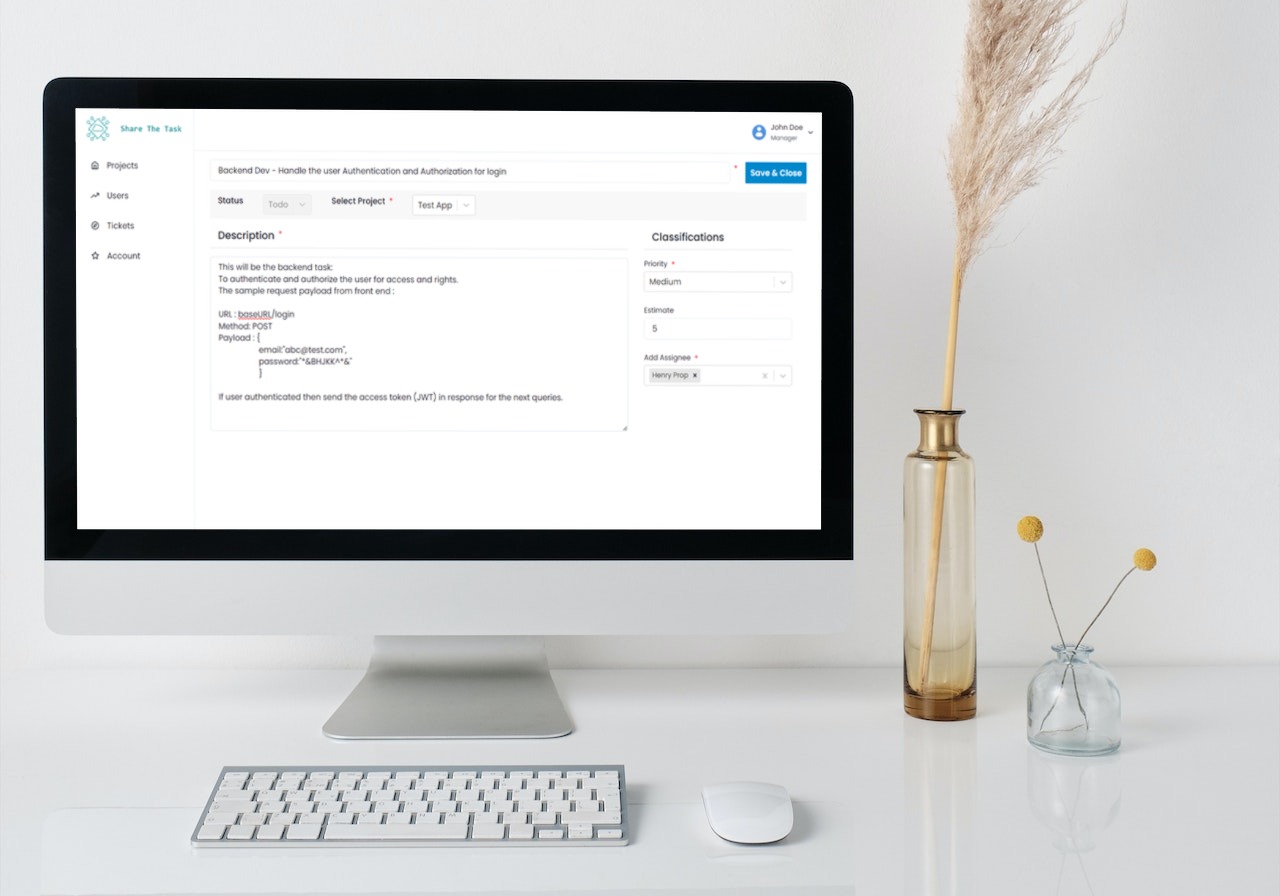 Share The Task
John Doe
Manager
Projects
Users
Tickets
Account
Backend Dev - Handle the user Authentication and Authorization for login
*
Save & Close
Status
Todo
Select Project *
Test App
Description *
This will be the backend task:
To authenticate and authorize the user for access and rights.
The sample request payload from front end :
URL : baseURL/login
Method: POST
Payload : {
email:"abc@test.com",
password:"*&BHJKK^*&"
}
If user authenticated then send the access token (JWT) in response for the next queries.
Classifications
Priority *
Medium
Estimate
5
Add Assignee *
Henry Prop ×